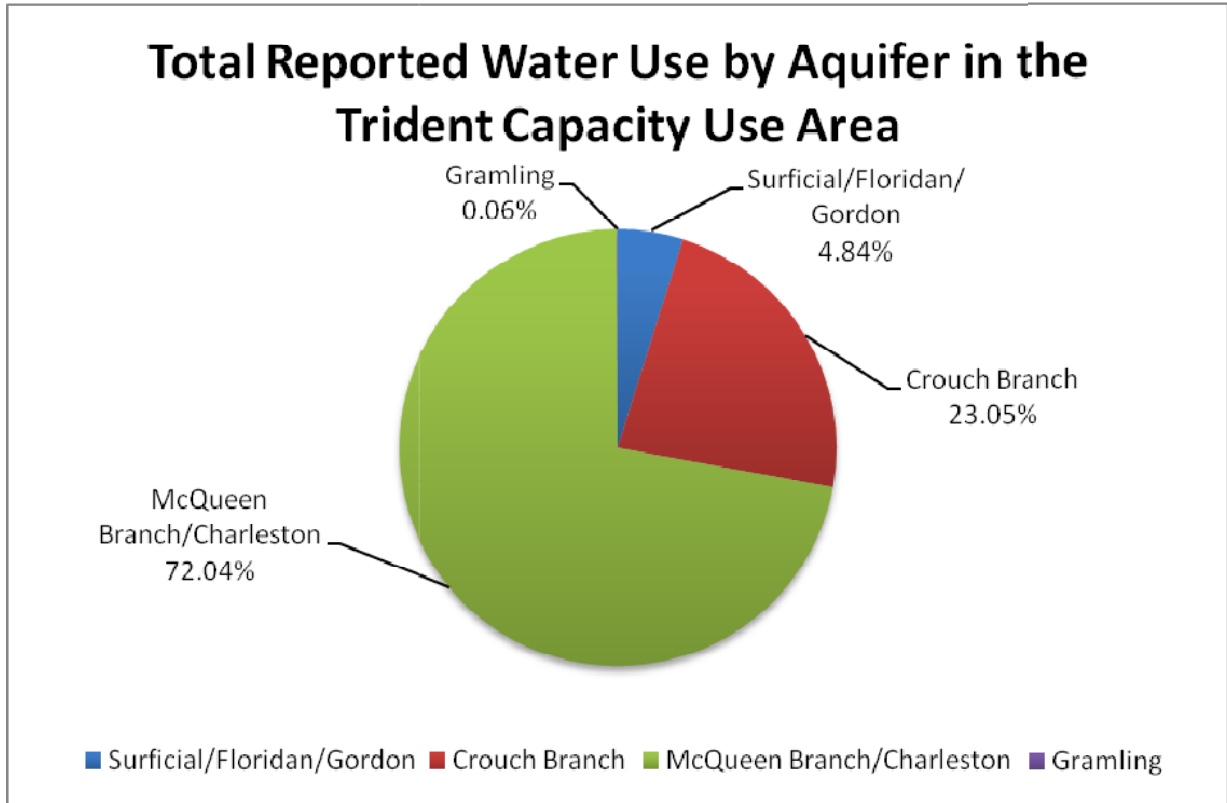 Total Reported Water Use by Aquifer in the
Trident Capacity Use Area
Gramling
0.06%
Surficial/Floridan/
Gordon
4.84%
Crouch Branch
23.05%
McQueen
Branch/Charleston
72.04%
Surficial/Floridan/Gordon Crouch Branch McQueen Branch/Charleston Gramling